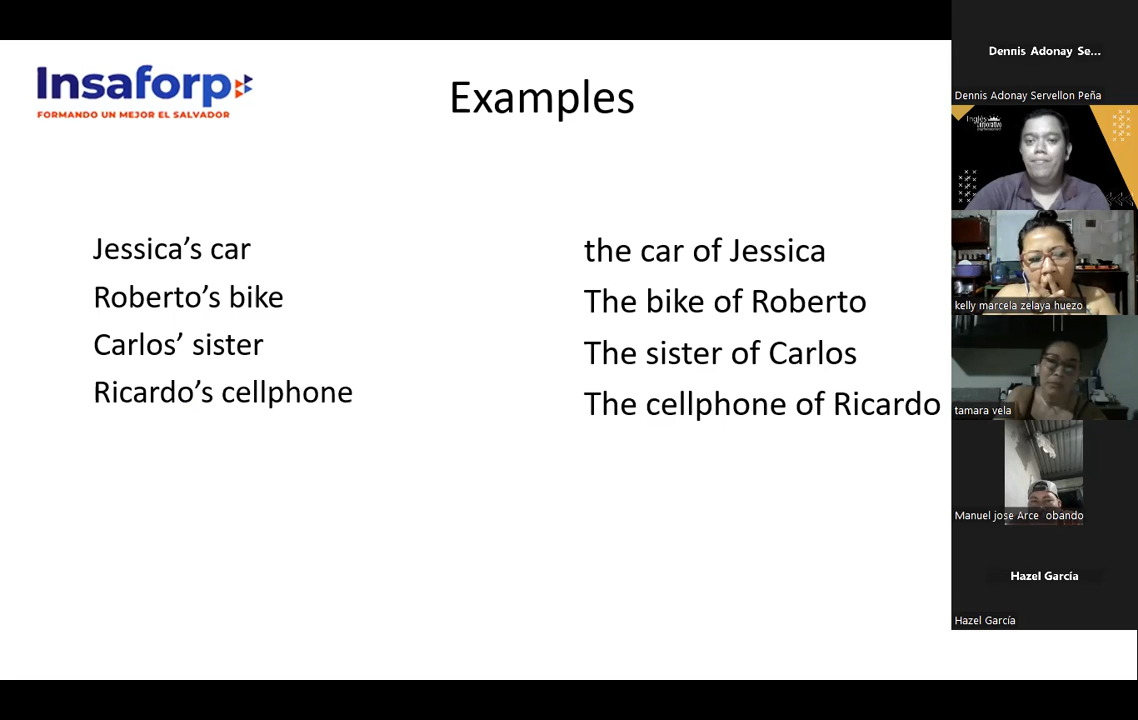 Insaforp
FORMANDO UN MEJOR EL SALVADOR
Examples
Jessica’s car
Roberto’s bike
Carlos’ sister
Ricardo’s cellphone
the car of Jessica
The bike of Roberto
The sister of Carlos
The cellphone of Ricardo
Dennis Adonay Se...
Dennis Adonay Servellon Peña
Inglés
kelly marcela zelaya huezo
tamara vela
Manuel jose Arce obando
Hazel García
Hazel García